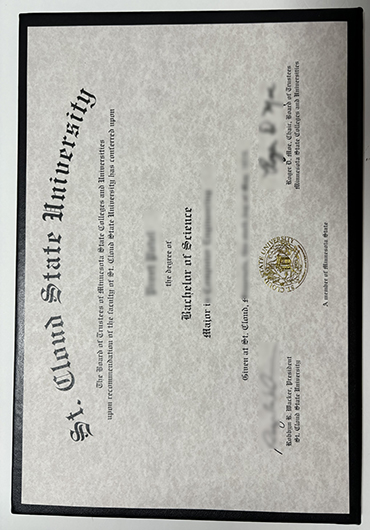 St. Cloud State University
The Board of Trustees of Minnesota State Colleges and Universities
upon recommendation of the faculty of St. Cloud State University has conferred upon
the degree of
Bachelor of Science
Major i
Given at St. Cloud,
Robbyn R. Wacker, President
St. Cloud State University
Roger D. Moe, Chair, Board of Trustees
Minnesota State Colleges and Universities
A member of Minnesota State